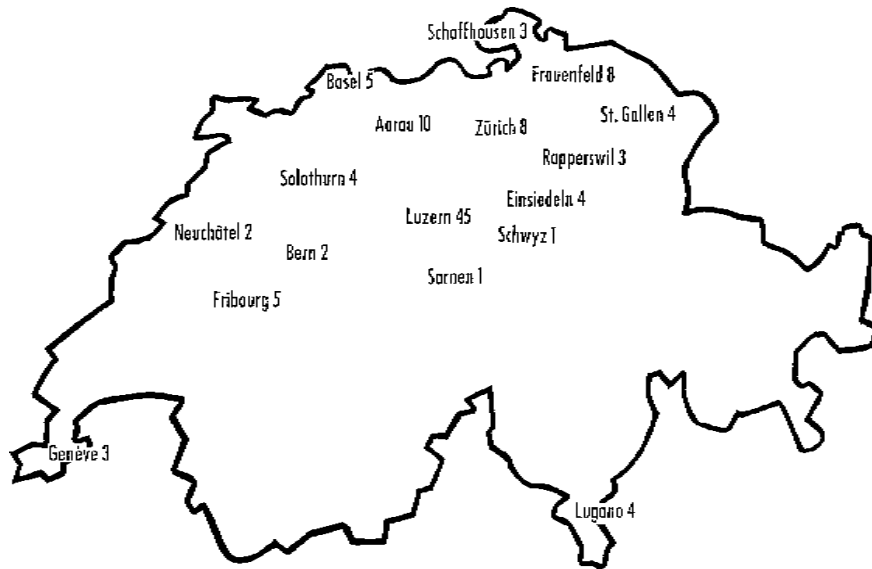 Schaffhausen 3
Frauenfeld 8
Basel 5
St. Gallen 4
Aarau 10
Zürich 8
Rapperswil 3
Solothurn 4
Einsiedeln 4
Luzern 45
Neuchâtel 2
Schwyz 1
Bern 2
Sarnen 1
Fribourg 5
Genève 3
Lugano 4